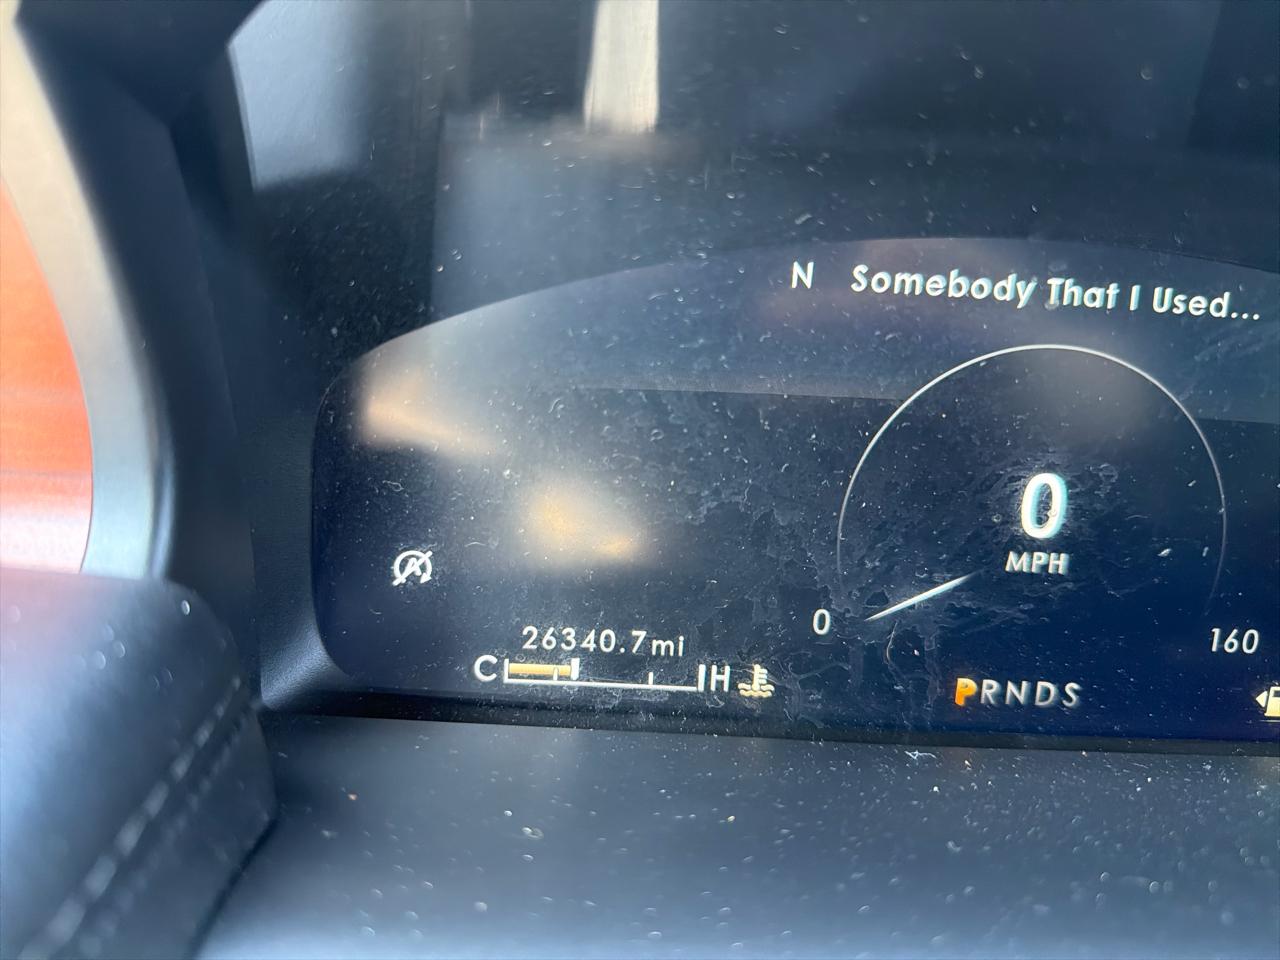 N Somebody That I Used...
0
MPH
0 160
26340.7mi
C H
PRNDS